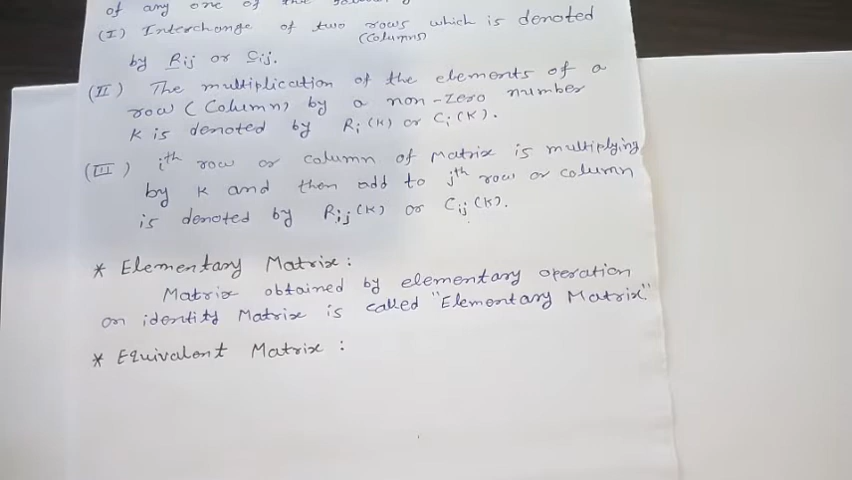 of any one of the
(I) Interchange of two rows which is denoted
(columns)
by Rij or Cij.
(II) The multiplication of the elements of a
row (Column) by a non-zero number
K is denoted by Ri(K) or Ci(K).
(III) ith row or column of Matrix is multiplying
by K and then add to jth row or column
is denoted by Rij(K) or Cij(K).
* Elementary Matrix:
Matrix obtained by elementary operation
on identity Matrix is called "Elementary Matrix"
* Equivalent Matrix :